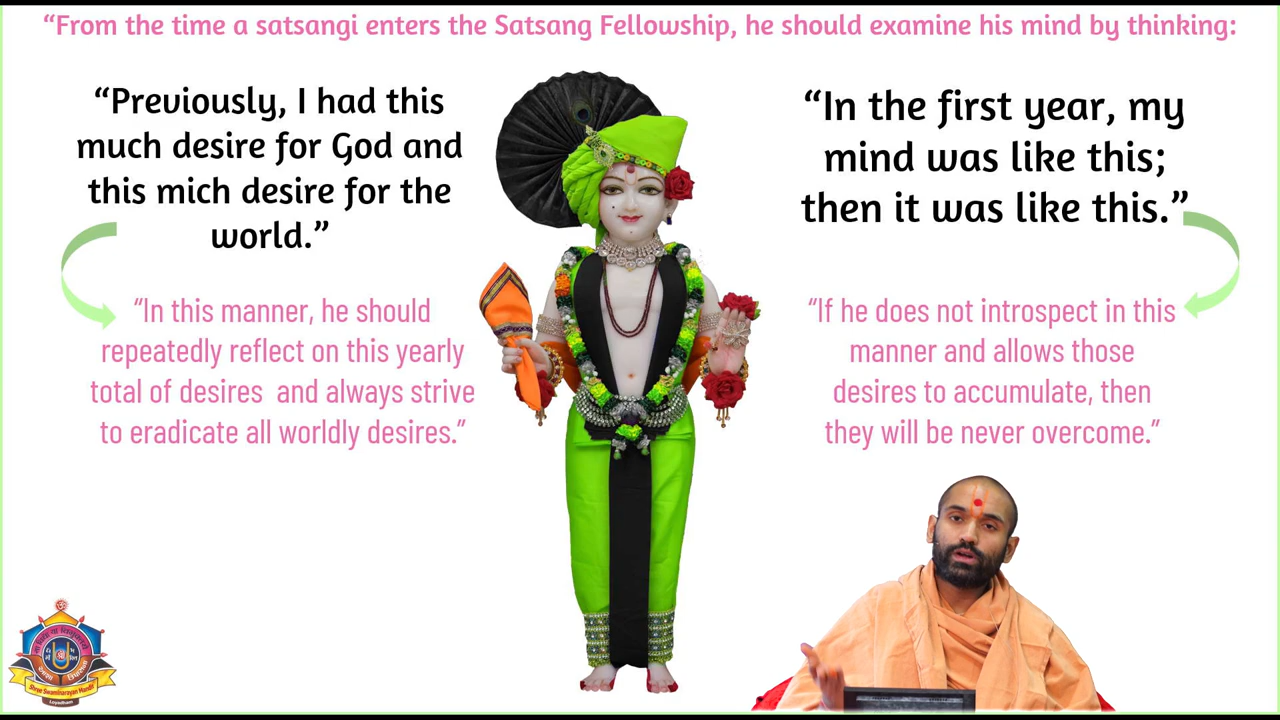 “From the time a satsangi enters the Satsang Fellowship, he should examine his mind by thinking:
“Previously, I had this
much desire for God and
this mich desire for the
world.”
“In this manner, he should
repeatedly reflect on this yearly
total of desires and always strive
to eradicate all worldly desires.”
“In the first year, my
mind was like this;
then it was like this.”
“If he does not introspect in this
manner and allows those
desires to accumulate, then
they will be never overcome.”
Shree Swaminarayan Mandir
Loyadham